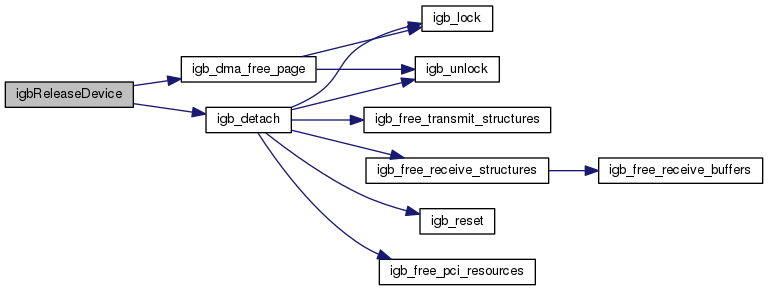 igb_lock
igb_dma_free_page
igb_unlock
igbReleaseDevice
igb_detach
igb_free_transmit_structures
igb_free_receive_structures
igb_free_receive_buffers
igb_reset
igb_free_pci_resources